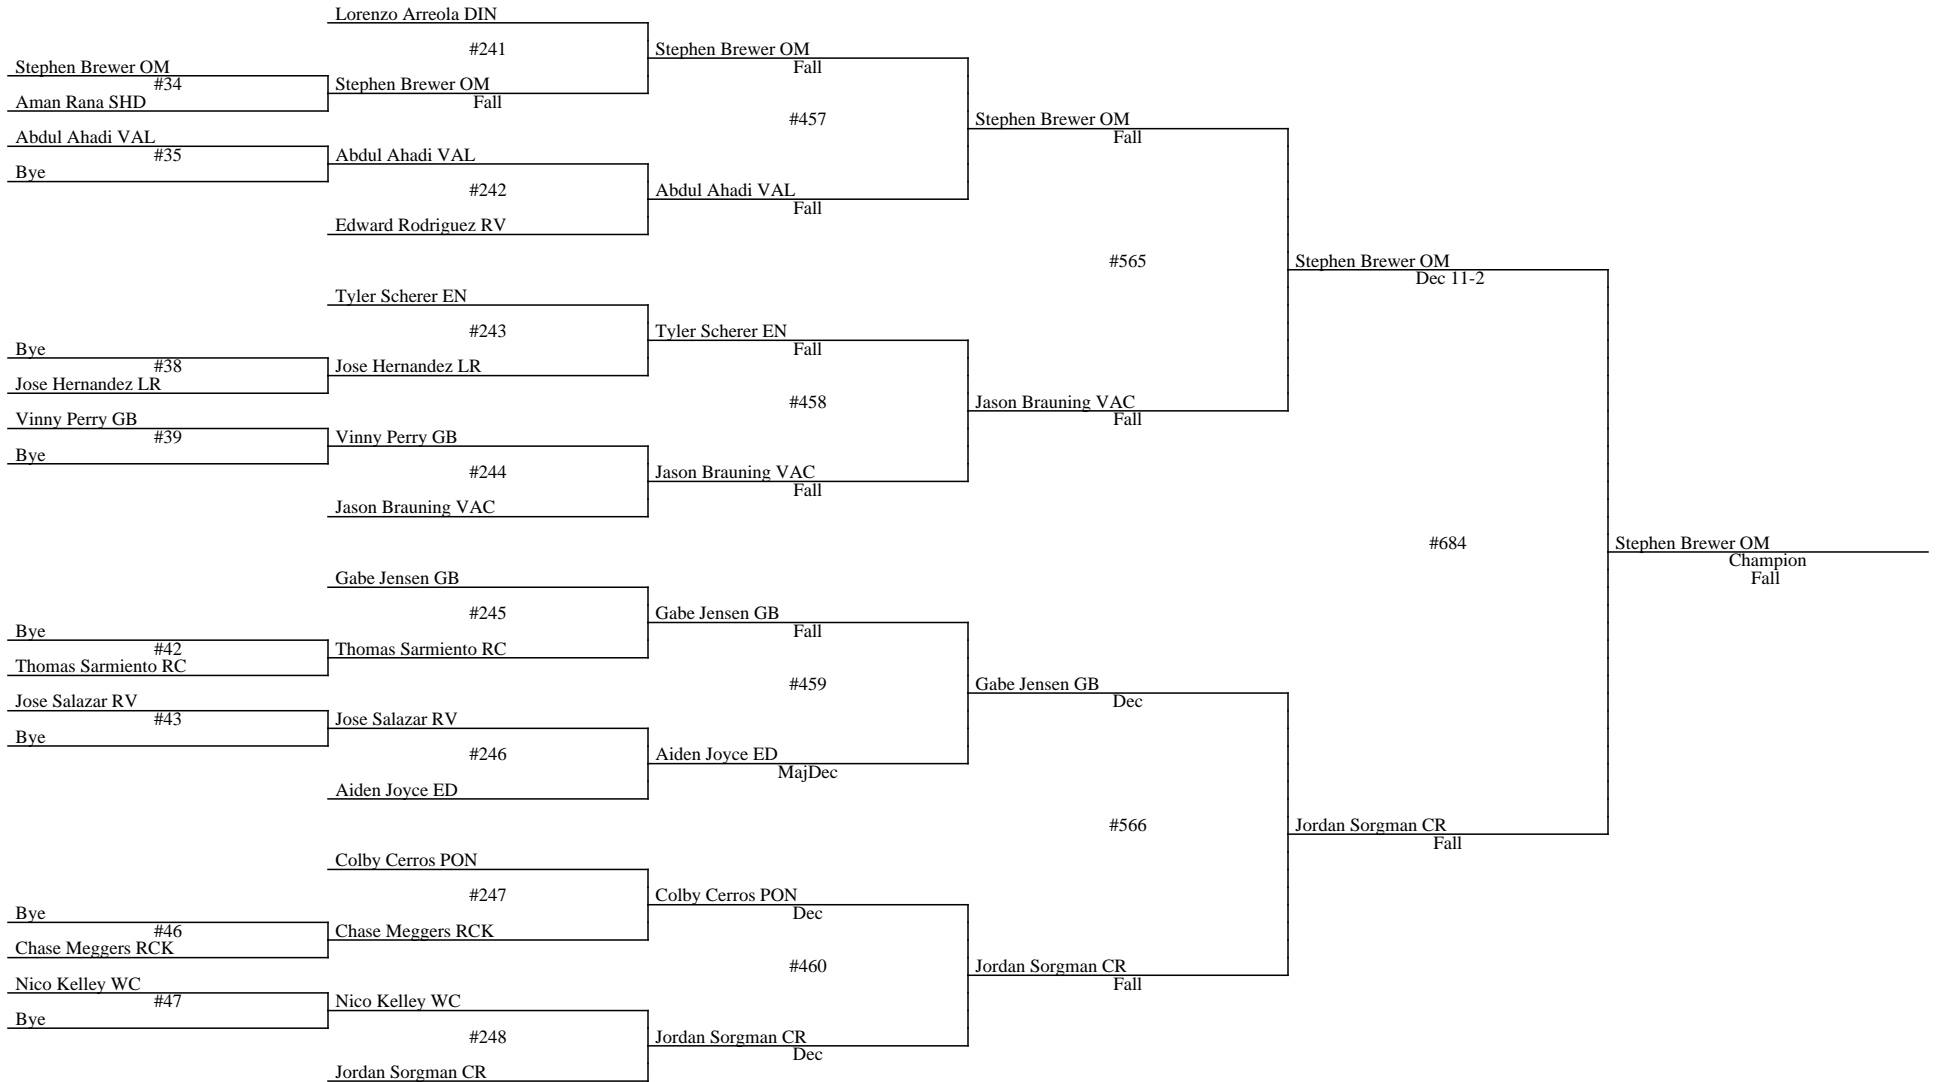 Lorenzo Arreola DIN
#241
Stephen Brewer OM
Fall
Stephen Brewer OM
#34
Stephen Brewer OM
Fall
Aman Rana SHD
#457
Stephen Brewer OM
Fall
Abdul Ahadi VAL
#35
Abdul Ahadi VAL
Bye
#242
Abdul Ahadi VAL
Fall
Edward Rodriguez RV
#565
Stephen Brewer OM
Dec 11-2
Tyler Scherer EN
#243
Tyler Scherer EN
Fall
Bye
#38
Jose Hernandez LR
Jose Hernandez LR
#458
Jason Brauning VAC
Fall
Vinny Perry GB
#39
Vinny Perry GB
Bye
#244
Jason Brauning VAC
Fall
Jason Brauning VAC
#684
Stephen Brewer OM
Champion
Fall
Gabe Jensen GB
#245
Gabe Jensen GB
Fall
Bye
#42
Thomas Sarmiento RC
Thomas Sarmiento RC
#459
Gabe Jensen GB
Dec
Jose Salazar RV
#43
Jose Salazar RV
Bye
#246
Aiden Joyce ED
MajDec
Aiden Joyce ED
#566
Jordan Sorgman CR
Fall
Colby Cerros PON
#247
Colby Cerros PON
Dec
Bye
#46
Chase Meggers RCK
Chase Meggers RCK
#460
Jordan Sorgman CR
Fall
Nico Kelley WC
#47
Nico Kelley WC
Bye
#248
Jordan Sorgman CR
Dec
Jordan Sorgman CR